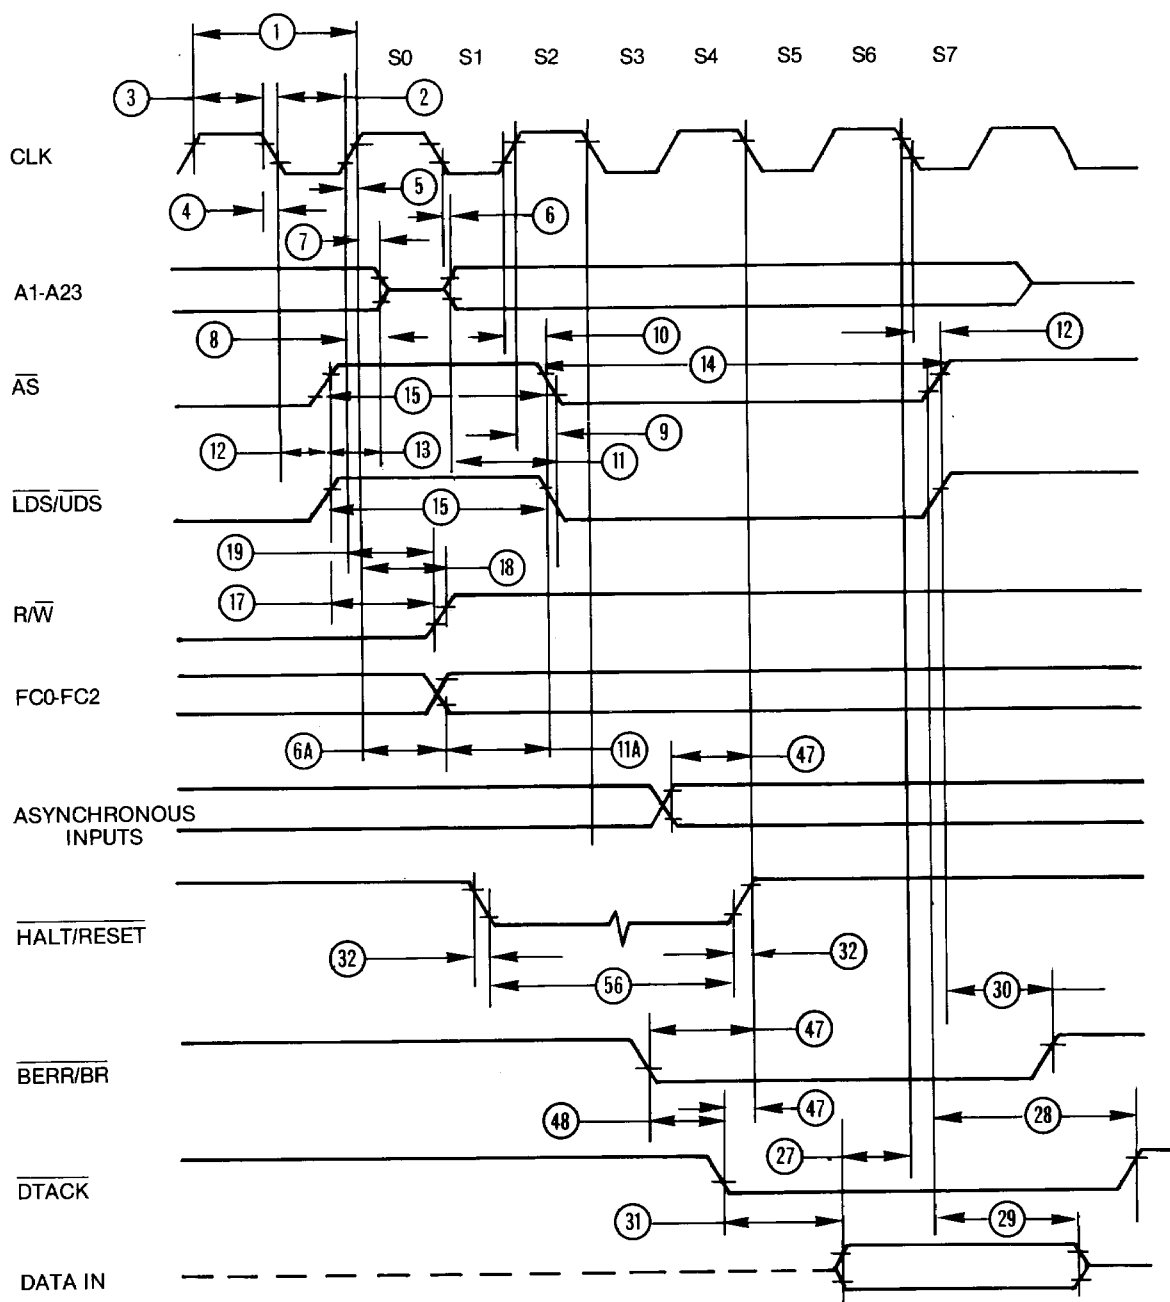 1
S0 S1 S2 S3 S4 S5 S6 S7
3 2
CLK
5
4 6
7
A1-A23
8 10 12
14
AS
15
9
12 13 11
LDS/UDS
15
19
18
17
R/W
FC0-FC2
6A 11A 47
ASYNCHRONOUS
INPUTS
HALT/RESET
32 32
56 30
47
BERR/BR
48 47 28
27
DTACK
31 29
DATA IN